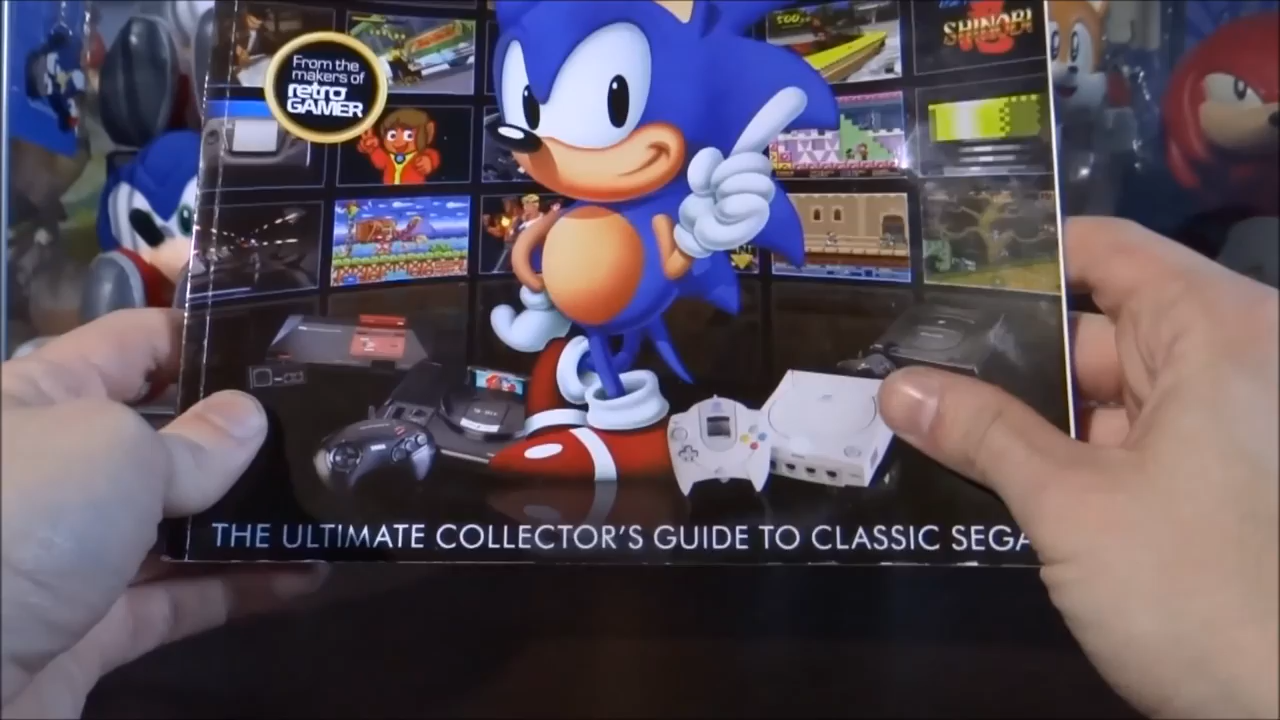 From the
makers of
retro
GAMER
SHINOBI
THE ULTIMATE COLLECTOR'S GUIDE TO CLASSIC SEGA